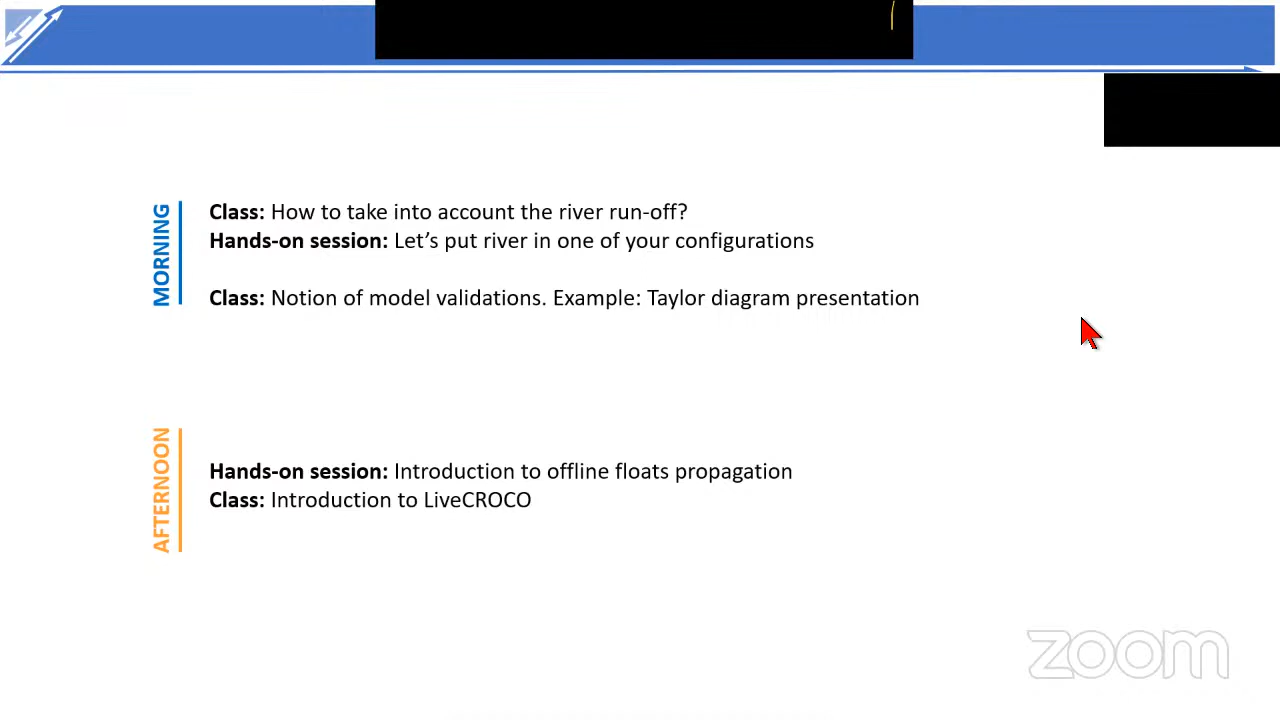 MORNING
Class: How to take into account the river run-off?
Hands-on session: Let’s put river in one of your configurations
Class: Notion of model validations. Example: Taylor diagram presentation
AFTERNOON
Hands-on session: Introduction to offline floats propagation
Class: Introduction to LiveCROCO
zoom